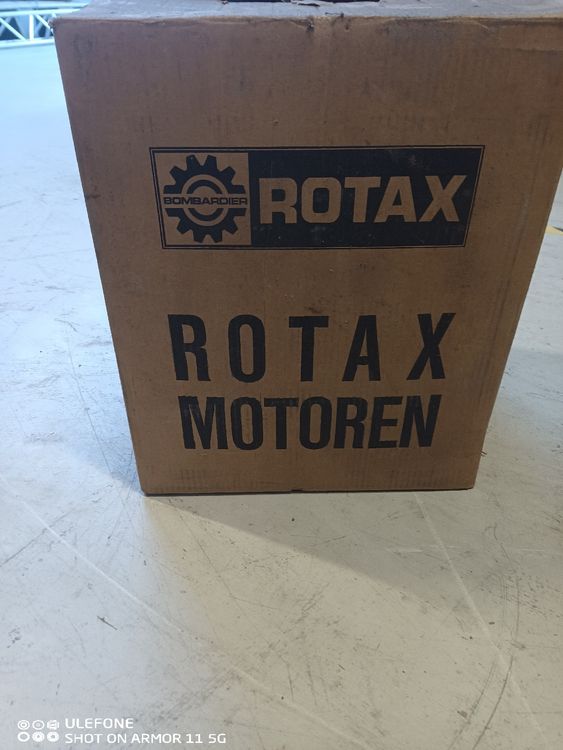 BOMBARDIER ROTAX
ROTAX
MOTOREN
ULEFONE
SHOT ON ARMOR 11 5G